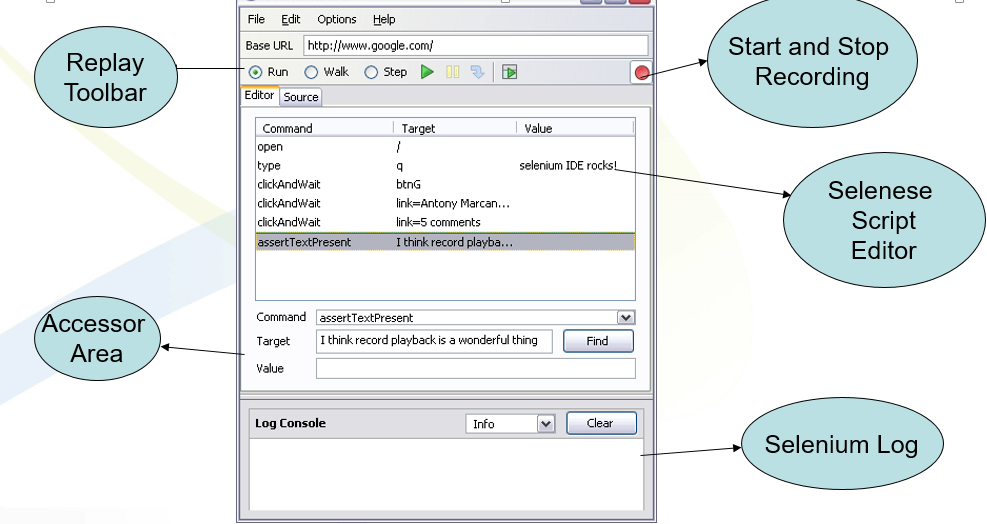 File Edit Options Help
Base URL http://www.google.com/
Run Walk Step
Editor Source
Command Target Value
open /
type q selenium IDE rocks!
clickAndWait btnG
clickAndWait link=Antony Marcan...
clickAndWait link=5 comments
assertTextPresent I think record playba...
Command assertTextPresent
Target I think record playback is a wonderful thing Find
Value
Log Console Info Clear
Replay
Toolbar
Start and Stop
Recording
Selenese
Script
Editor
Accessor
Area
Selenium Log